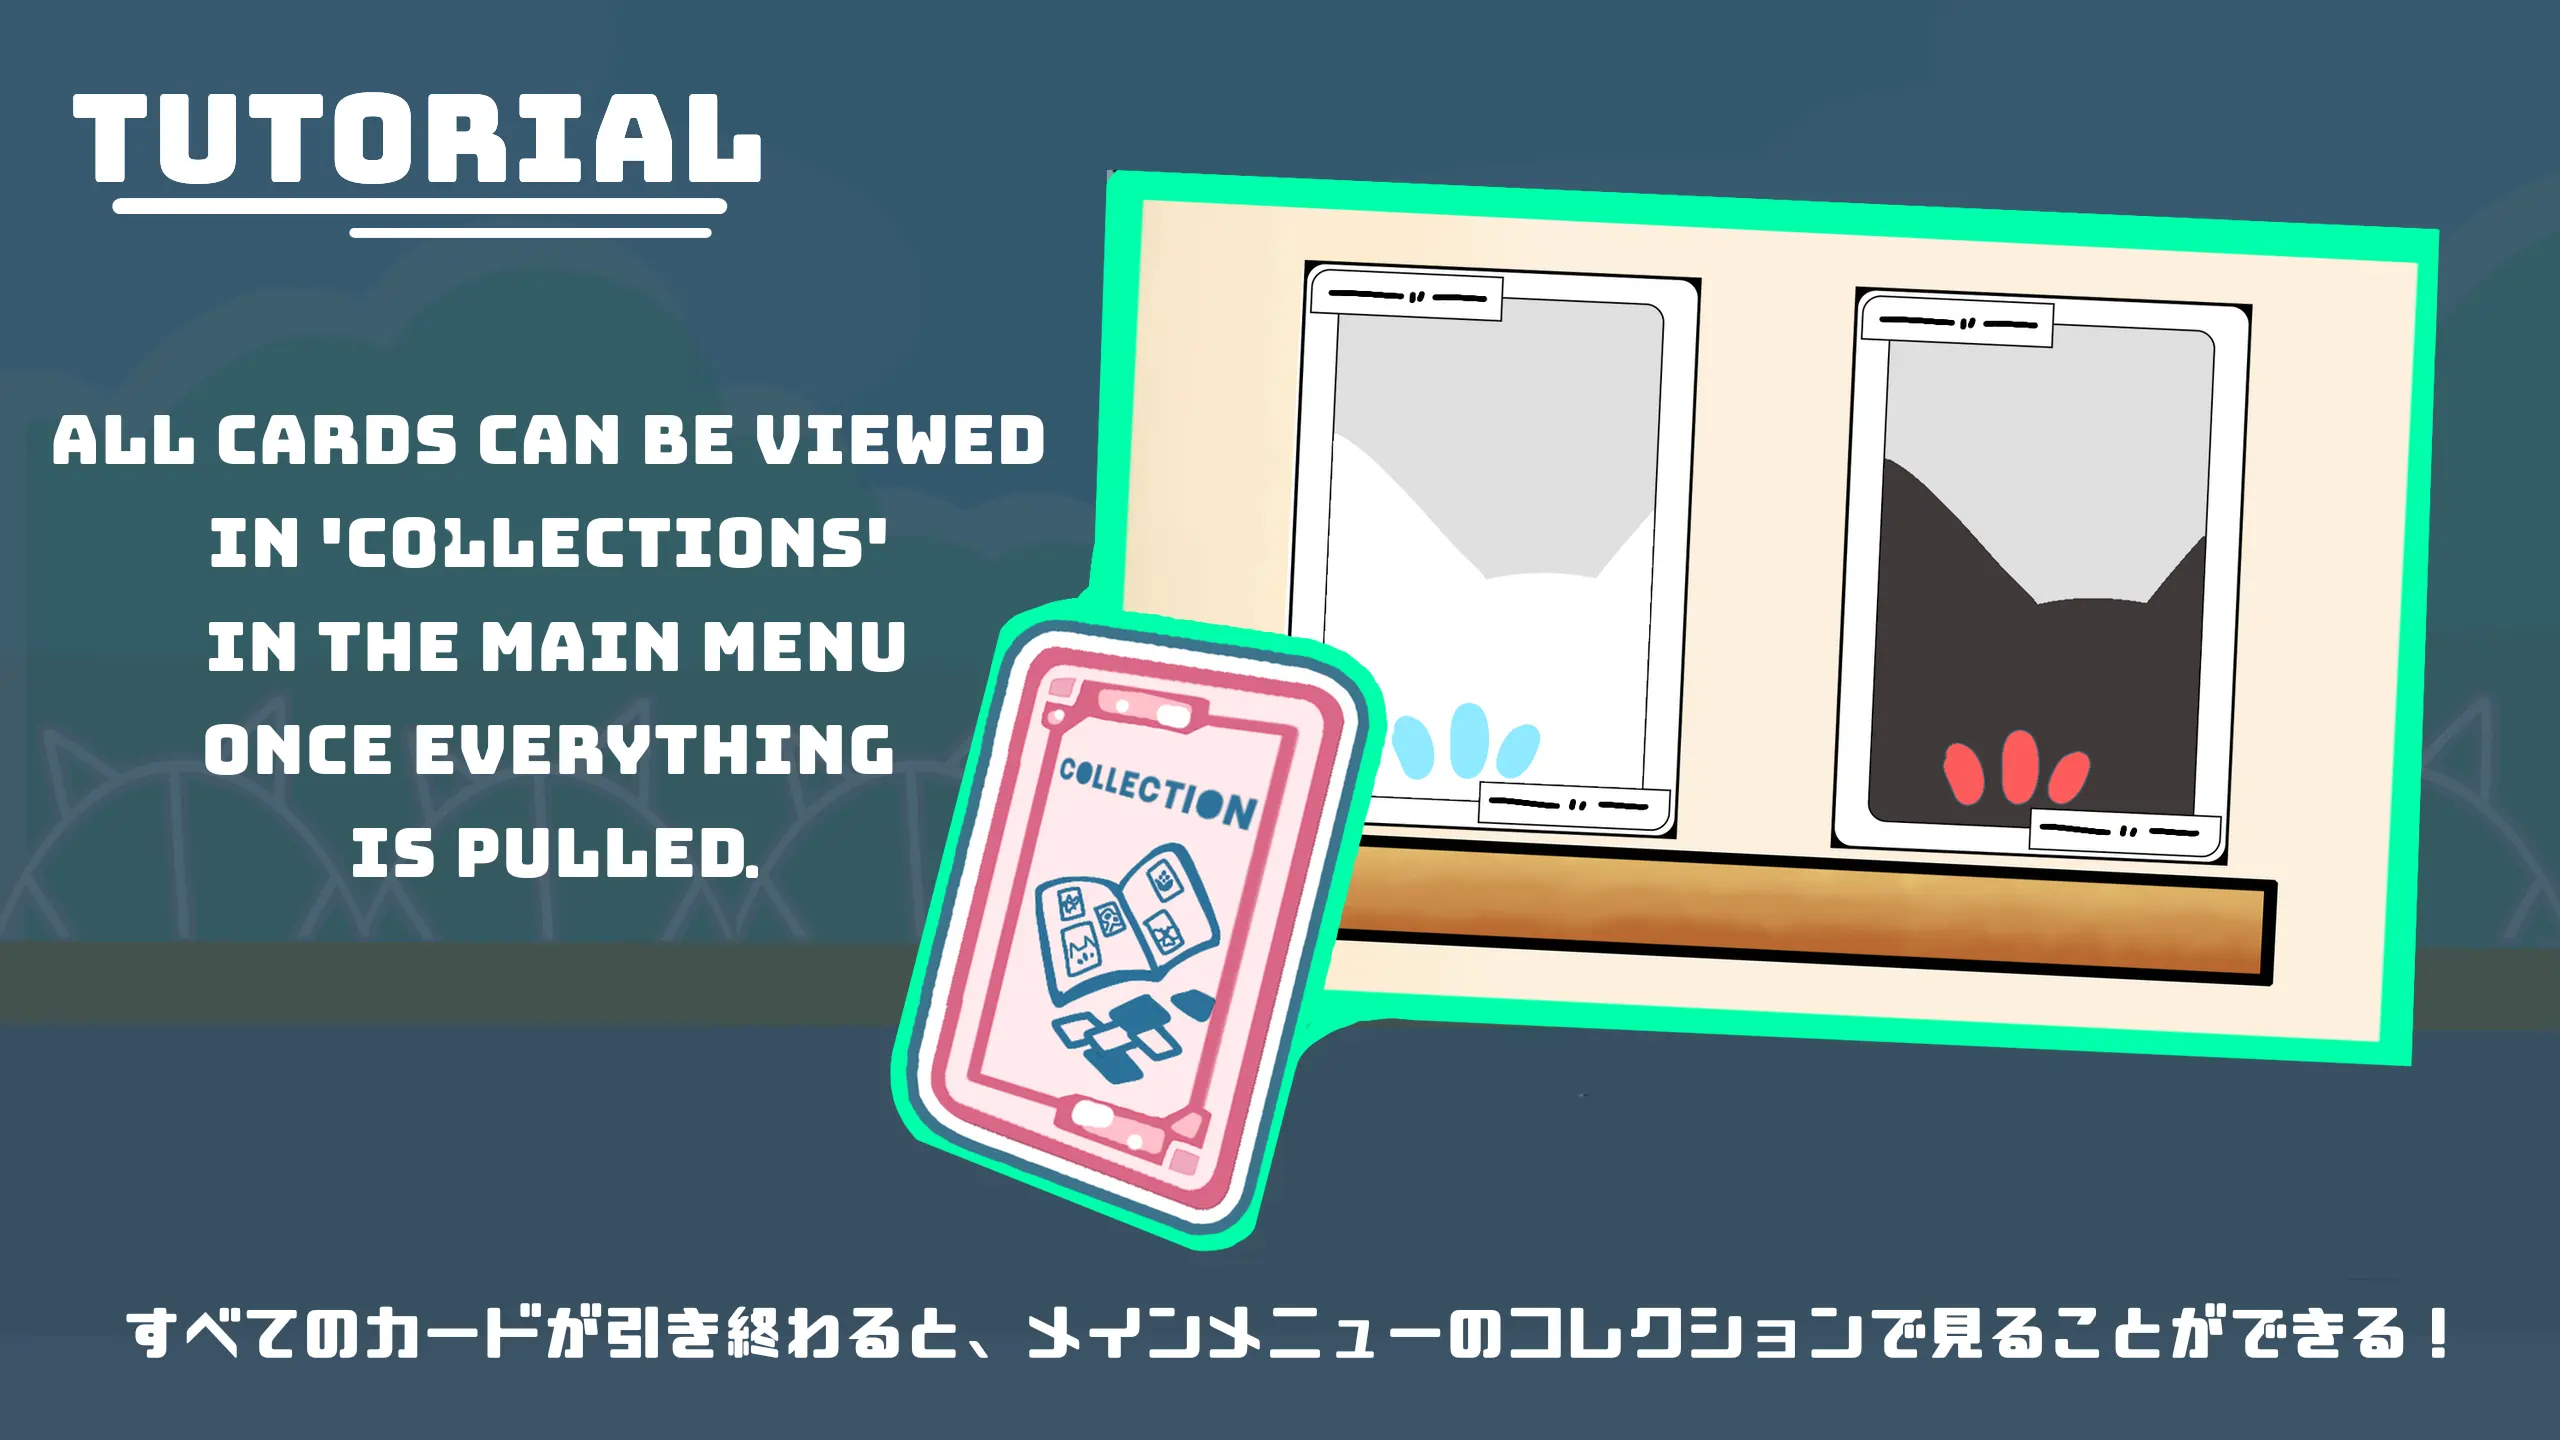 TUTORIAL
ALL CARDS CAN BE VIEWED
IN 'COLLECTIONS'
IN THE MAIN MENU
ONCE EVERYTHING
IS PULLED.
COLLECTION
すべてのカードが引き終わると、メインメニューのコレクションで見ることができる！